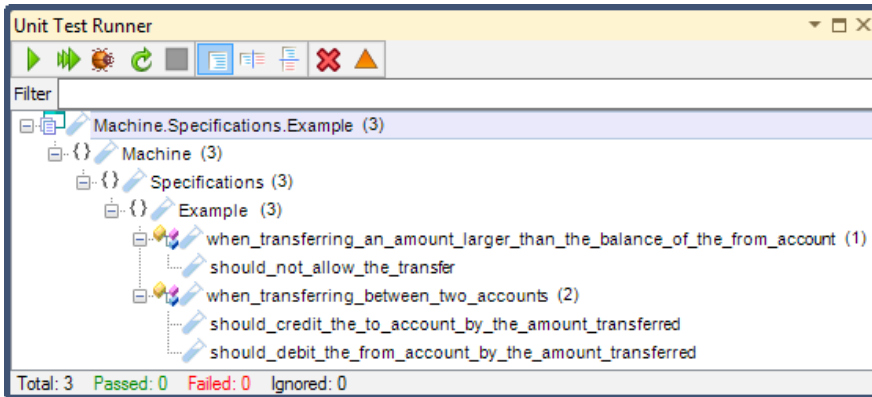 Unit Test Runner
Filter
Machine.Specifications.Example (3)
{} Machine (3)
{} Specifications (3)
{} Example (3)
when_transferring_an_amount_larger_than_the_balance_of_the_from_account (1)
should_not_allow_the_transfer
when_transferring_between_two_accounts (2)
should_credit_the_to_account_by_the_amount_transferred
should_debit_the_from_account_by_the_amount_transferred
Total: 3 Passed: 0 Failed: 0 Ignored: 0